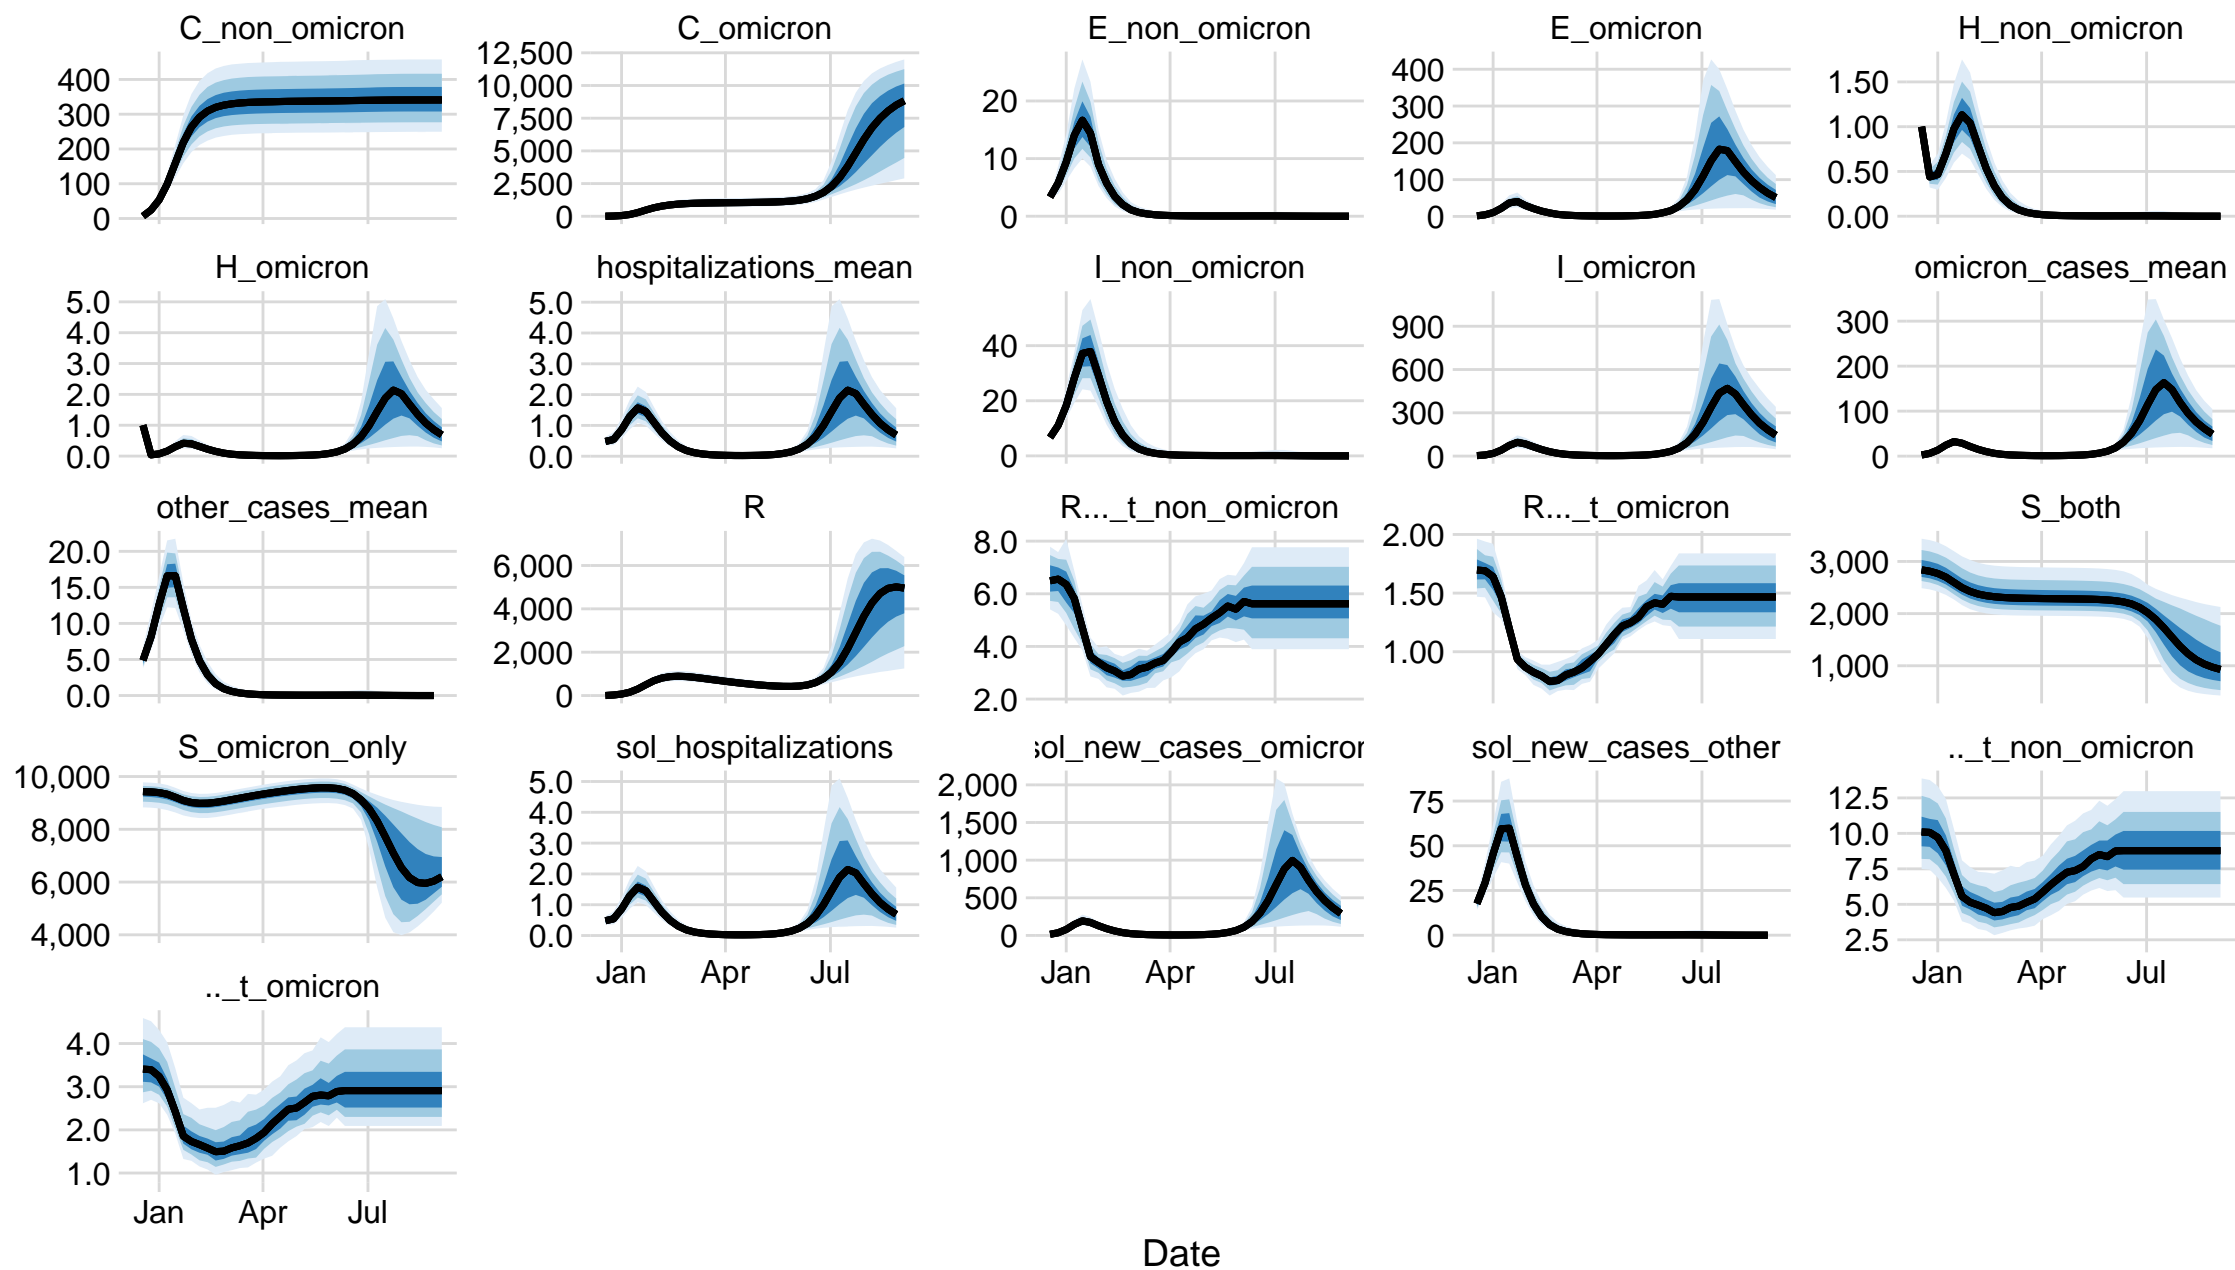 C_non_omicron C_omicron E_non_omicron E_omicron H_non_omicron
400 300 200 100 0
12,500 10,000 7,500 5,000 2,500 0
20 10 0
400 300 200 100 0
1.50 1.00 0.50 0.00
H_omicron hospitalizations_mean I_non_omicron I_omicron omicron_cases_mean
5.0 4.0 3.0 2.0 1.0 0.0
5.0 4.0 3.0 2.0 1.0 0.0
40 20 0
900 600 300 0
300 200 100 0
other_cases_mean R R..._t_non_omicron R..._t_omicron S_both
20.0 15.0 10.0 5.0 0.0
6,000 4,000 2,000 0
8.0 6.0 4.0 2.0
2.00 1.50 1.00
3,000 2,000 1,000
S_omicron_only sol_hospitalizations sol_new_cases_omicron sol_new_cases_other .._t_non_omicron
10,000 8,000 6,000 4,000
5.0 4.0 3.0 2.0 1.0 0.0
2,000 1,500 1,000 500 0
75 50 25 0
12.5 10.0 7.5 5.0 2.5
Jan Apr Jul Jan Apr Jul Jan Apr Jul Jan Apr Jul
.._t_omicron
4.0 3.0 2.0 1.0
Jan Apr Jul
Date